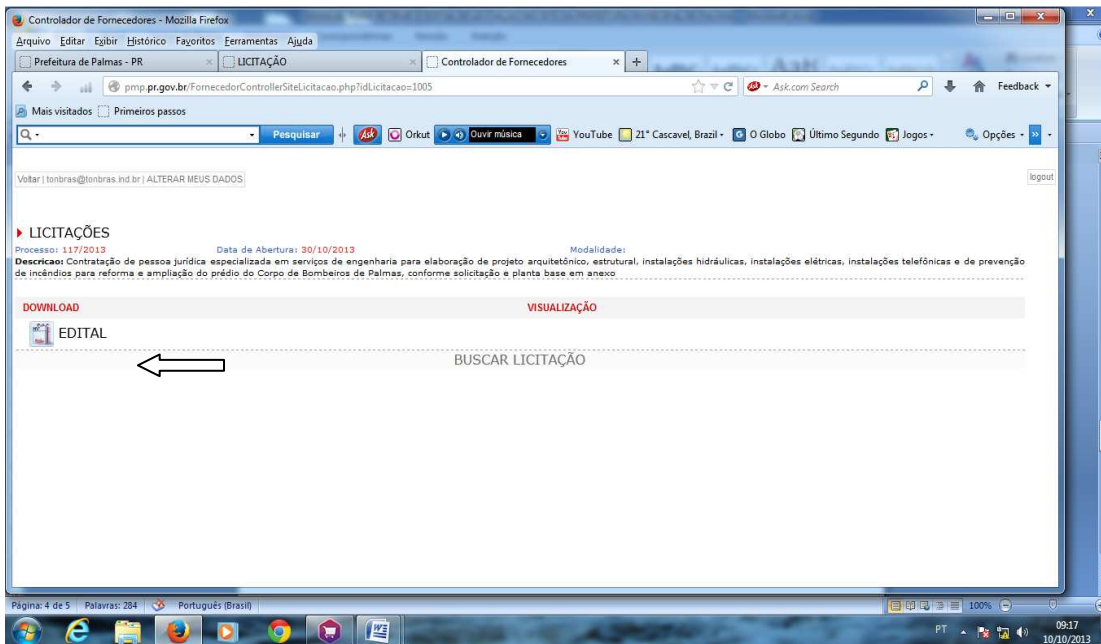 Controlador de Fornecedores - Mozilla Firefox
Arquivo Editar Exibir Histórico Favoritos Ferramentas Ajuda
Prefeitura de Palmas - PR × LICITAÇÃO × Controlador de Fornecedores × +
pmp.pr.gov.br/FornecedorControllerSiteLicitacao.php?idLicitacao=1005 Ask.com Search Feedback
Mais visitados Primeiros passos
Pesquisar Ask Orkut Ouvir música YouTube 21° Cascavel, Brazil O Globo Último Segundo Jogos Opções »
Voltar | tonbras@tonbras.ind.br | ALTERAR MEUS DADOS logout
LICITAÇÕES
Processo: 117/2013 Data de Abertura: 30/10/2013 Modalidade:
Descricao: Contratação de pessoa jurídica especializada em serviços de engenharia para elaboração de projeto arquitetônico, estrutural, instalações hidráulicas, instalações elétricas, instalações telefônicas e de prevenção
de incêndios para reforma e ampliação do prédio do Corpo de Bombeiros de Palmas, conforme solicitação e planta base em anexo
DOWNLOAD VISUALIZAÇÃO
EDITAL
BUSCAR LICITAÇÃO
Página: 4 de 5 Palavras: 284 Português (Brasil) 100%
PT 09:17
10/10/2013